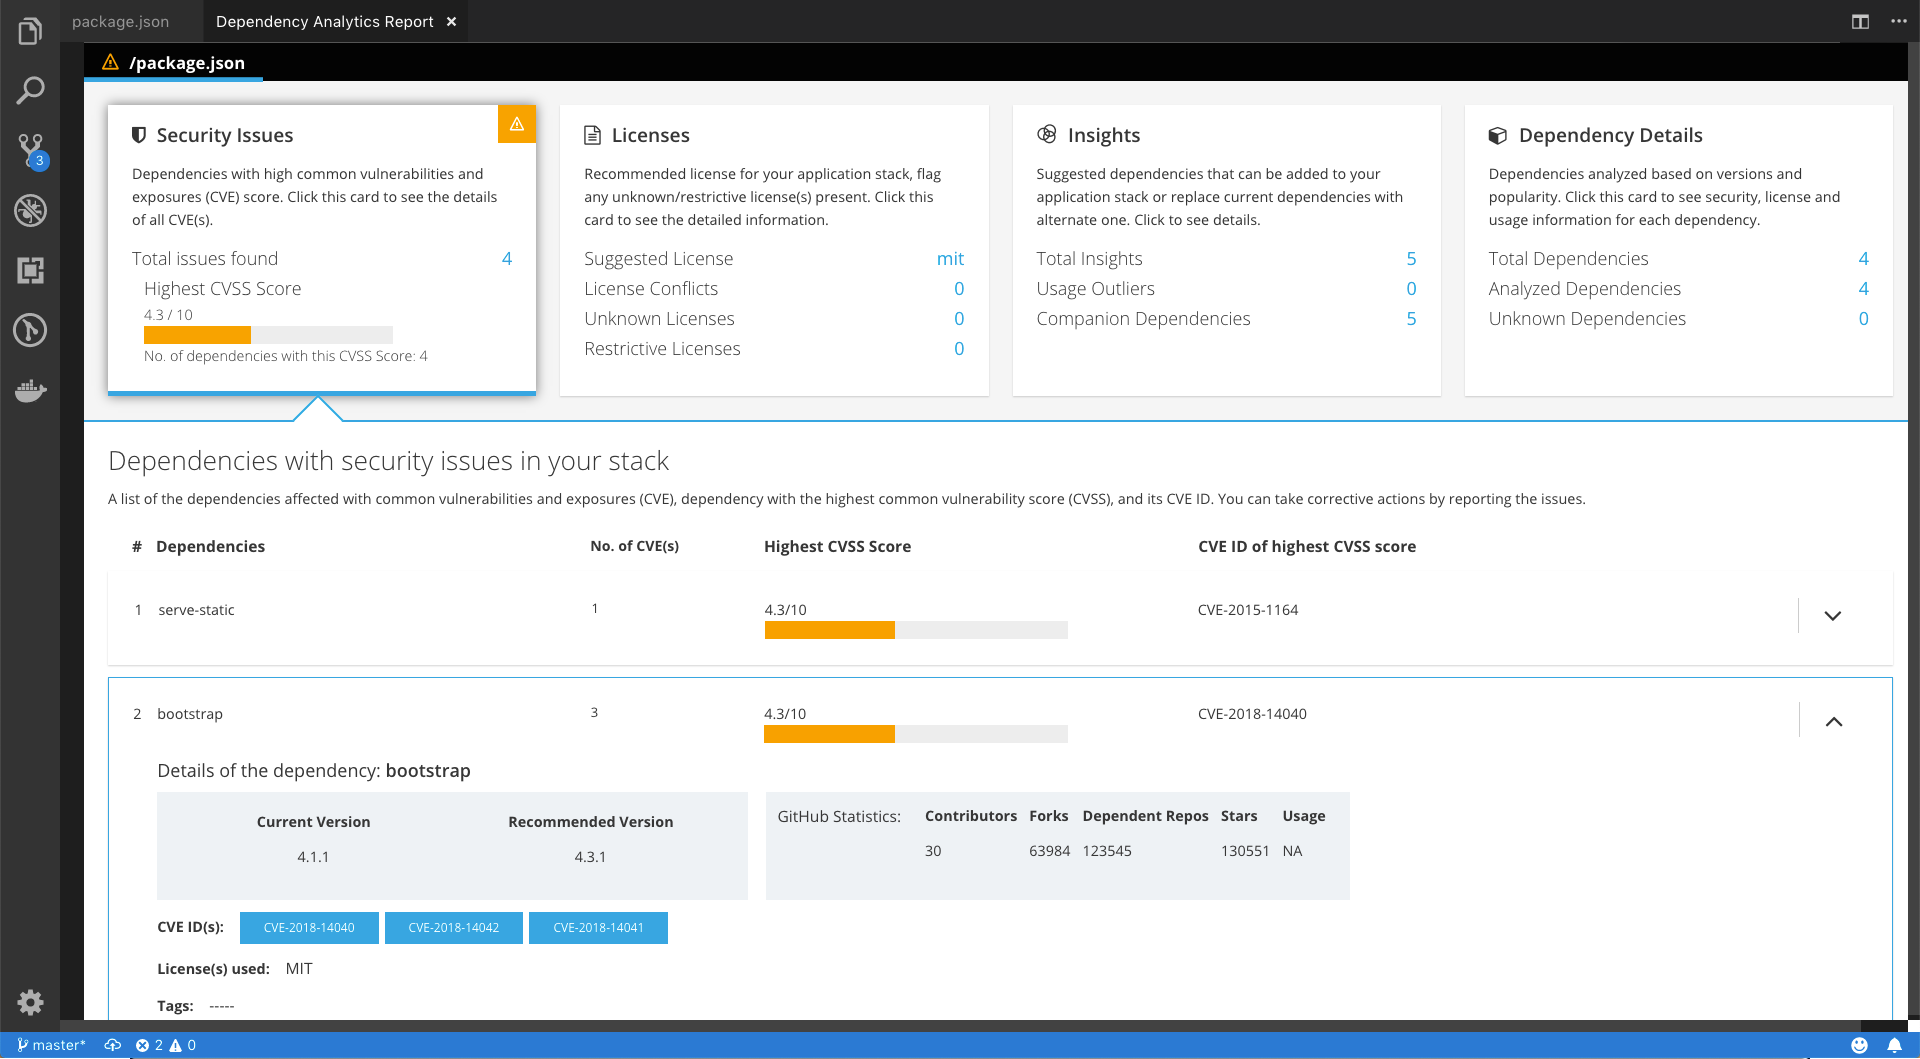 package.json
Dependency Analytics Report ×
/package.json
3
Security Issues
Dependencies with high common vulnerabilities and
exposures (CVE) score. Click this card to see the details
of all CVE(s).
Total issues found 4
Highest CVSS Score
4.3 / 10
No. of dependencies with this CVSS Score: 4
Licenses
Recommended license for your application stack, flag
any unknown/restrictive license(s) present. Click this
card to see the detailed information.
Suggested License mit
License Conflicts 0
Unknown Licenses 0
Restrictive Licenses 0
Insights
Suggested dependencies that can be added to your
application stack or replace current dependencies with
alternate one. Click to see details.
Total Insights 5
Usage Outliers 0
Companion Dependencies 5
Dependency Details
Dependencies analyzed based on versions and
popularity. Click this card to see security, license and
usage information for each dependency.
Total Dependencies 4
Analyzed Dependencies 4
Unknown Dependencies 0
Dependencies with security issues in your stack
A list of the dependencies affected with common vulnerabilities and exposures (CVE), dependency with the highest common vulnerability score (CVSS), and its CVE ID. You can take corrective actions by reporting the issues.
# Dependencies No. of CVE(s) Highest CVSS Score CVE ID of highest CVSS score
1 serve-static 1 4.3/10 CVE-2015-1164
2 bootstrap 3 4.3/10 CVE-2018-14040
Details of the dependency: bootstrap
Current Version Recommended Version
4.1.1 4.3.1
GitHub Statistics: Contributors Forks Dependent Repos Stars Usage
30 63984 123545 130551 NA
CVE ID(s): CVE-2018-14040 CVE-2018-14042 CVE-2018-14041
License(s) used: MIT
Tags: -----
master* 2 0